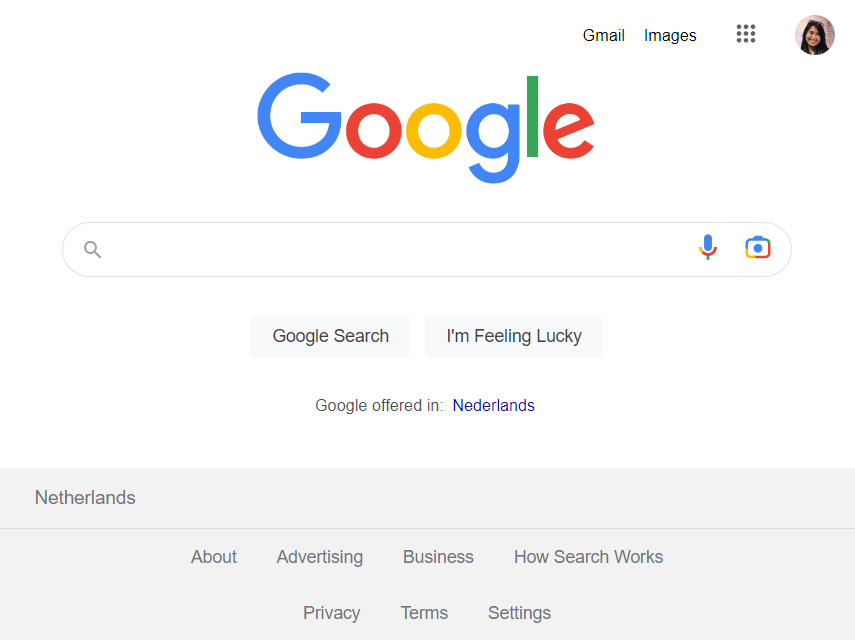 Gmail Images
Google
Google Search I'm Feeling Lucky
Google offered in: Nederlands
Netherlands
About Advertising Business How Search Works
Privacy Terms Settings